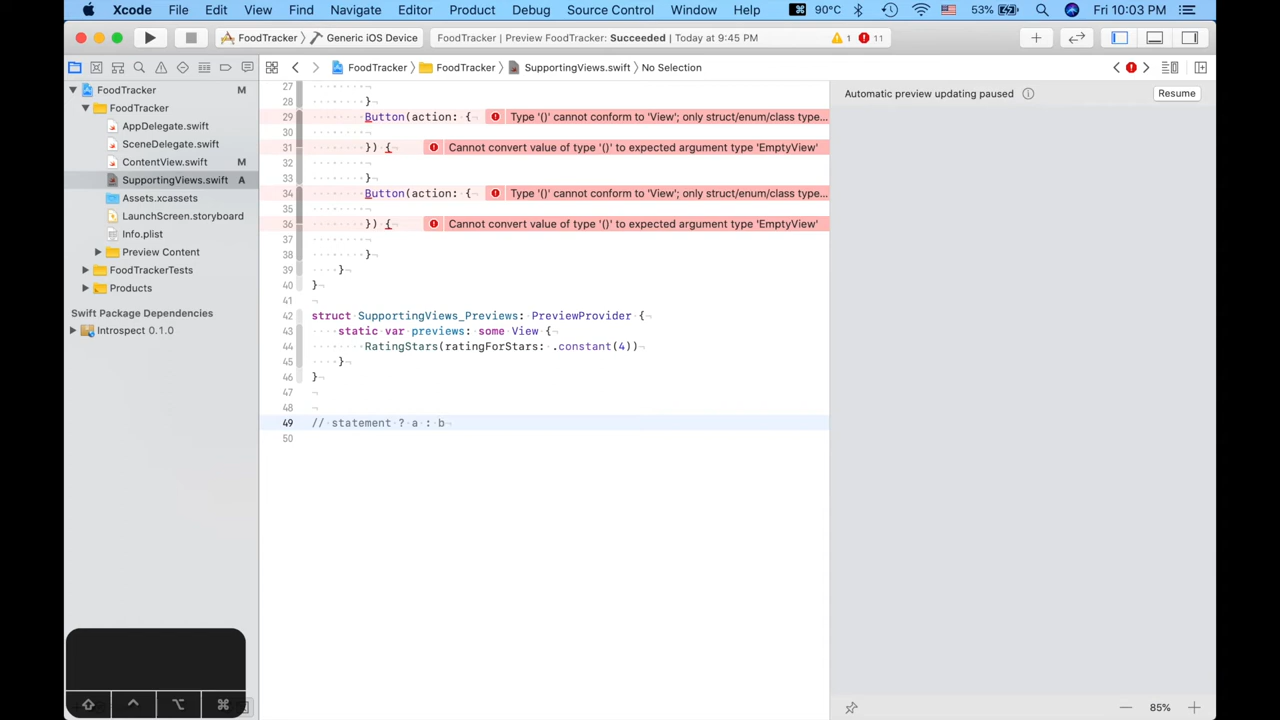 Xcode File Edit View Find Navigate Editor Product Debug Source Control Window Help 90°C 53% Fri 10:03 PM
FoodTracker Generic iOS Device FoodTracker | Preview FoodTracker: Succeeded | Today at 9:45 PM 1 11
FoodTracker FoodTracker SupportingViews.swift No Selection
FoodTracker M
FoodTracker
AppDelegate.swift
SceneDelegate.swift
ContentView.swift M
SupportingViews.swift A
Assets.xcassets
LaunchScreen.storyboard
Info.plist
Preview Content
FoodTrackerTests
Products
Swift Package Dependencies
Introspect 0.1.0
27
28 }
29 Button(action: { Type '()' cannot conform to 'View'; only struct/enum/class type...
30
31 }) { Cannot convert value of type '()' to expected argument type 'EmptyView'
32
33 }
34 Button(action: { Type '()' cannot conform to 'View'; only struct/enum/class type...
35
36 }) { Cannot convert value of type '()' to expected argument type 'EmptyView'
37
38 }
39 }
40 }
41
42 struct SupportingViews_Previews: PreviewProvider {
43 static var previews: some View {
44 RatingStars(ratingForStars: .constant(4))
45 }
46 }
47
48
49 // statement ? a : b
50
Automatic preview updating paused Resume
85%